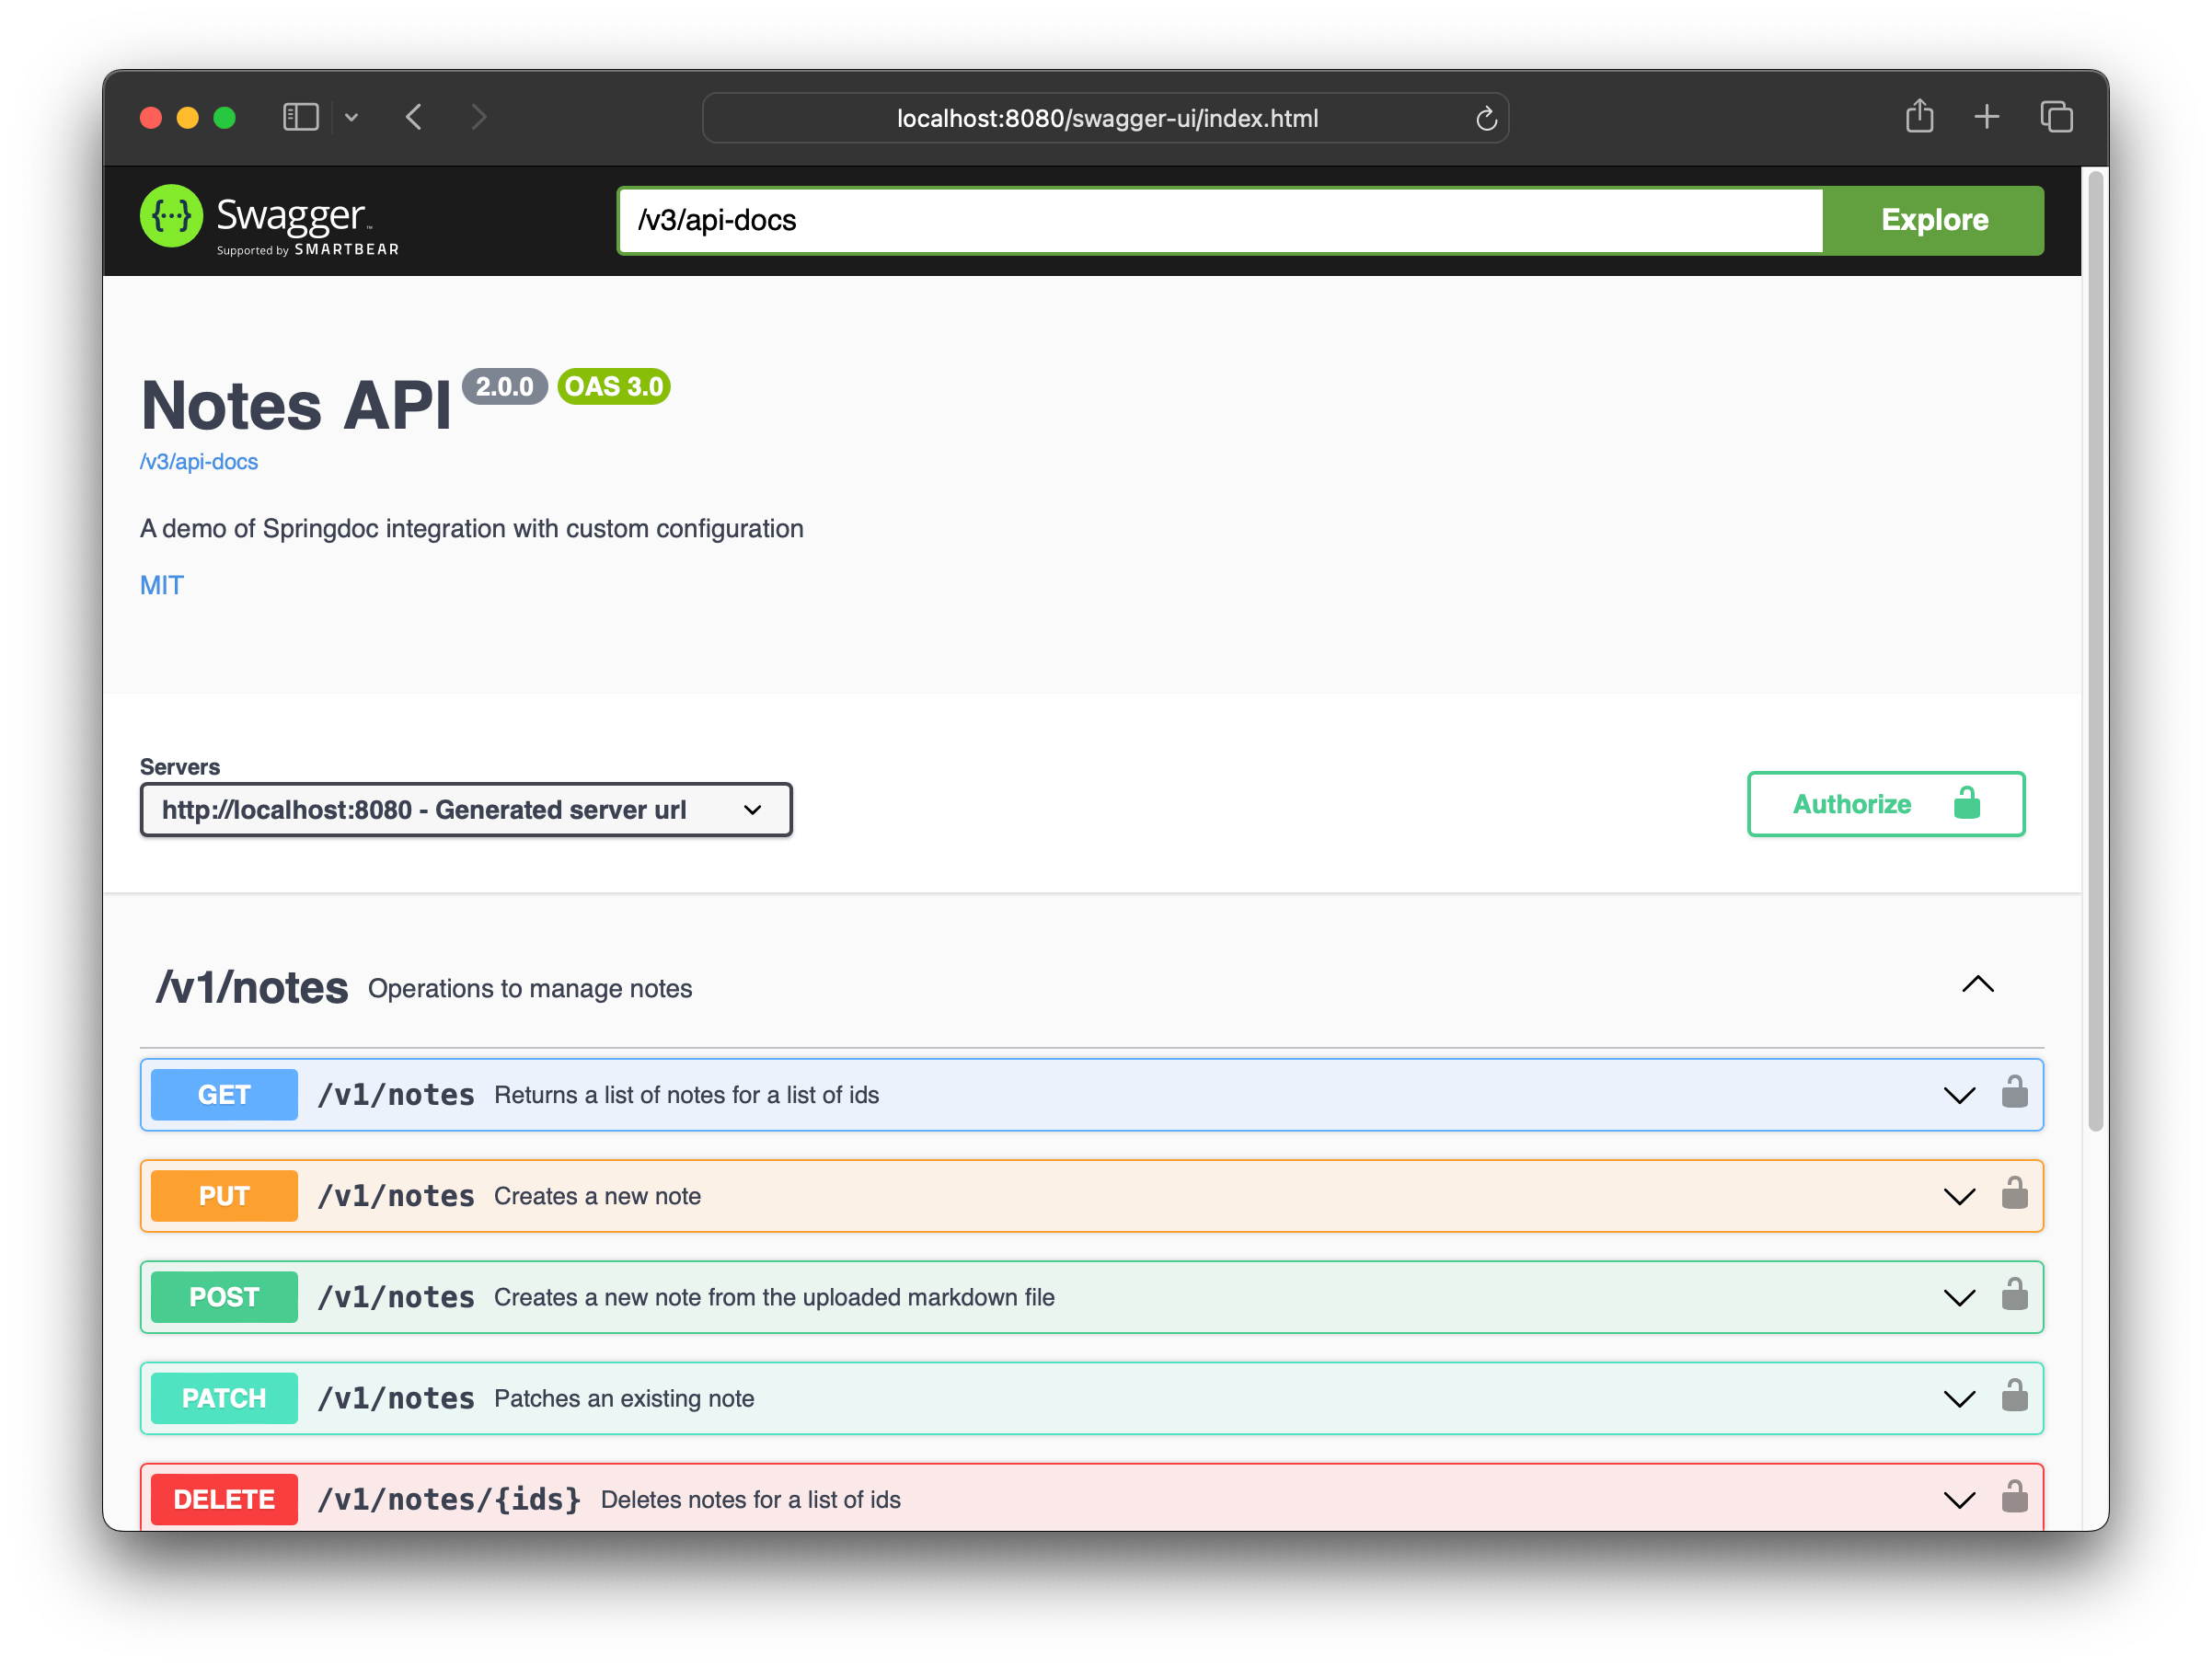 localhost:8080/swagger-ui/index.html
{···} Swagger™
Supported by SMARTBEAR
/v3/api-docs
Explore
Notes API 2.0.0 OAS 3.0
/v3/api-docs
A demo of Springdoc integration with custom configuration
MIT
Servers
http://localhost:8080 - Generated server url
Authorize
/v1/notes Operations to manage notes
GET /v1/notes Returns a list of notes for a list of ids
PUT /v1/notes Creates a new note
POST /v1/notes Creates a new note from the uploaded markdown file
PATCH /v1/notes Patches an existing note
DELETE /v1/notes/{ids} Deletes notes for a list of ids